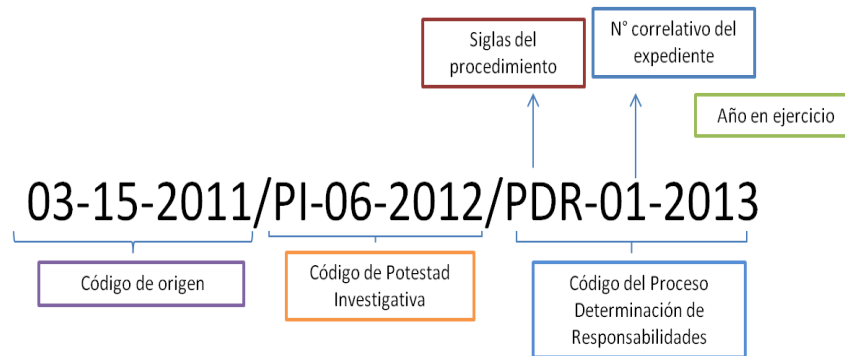 Siglas del
procedimiento
N° correlativo del
expediente
Año en ejercicio
03-15-2011/PI-06-2012/PDR-01-2013
Código de origen
Código de Potestad
Investigativa
Código del Proceso
Determinación de
Responsabilidades